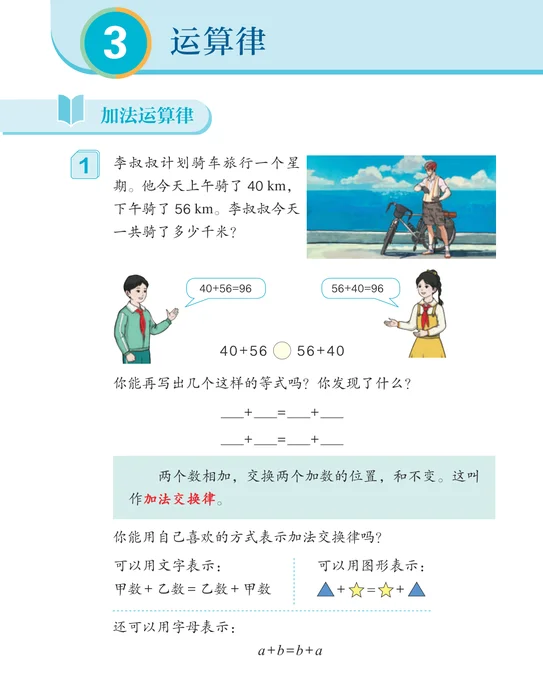 3 运算律
加法运算律
1 李叔叔计划骑车旅行一个星
期。他今天上午骑了 40 km，
下午骑了 56 km。李叔叔今天
一共骑了多少千米？
40+56=96
56+40=96
40+56 56+40
你能再写出几个这样的等式吗？你发现了什么？
___+___=___+___
___+___=___+___
两个数相加，交换两个加数的位置，和不变。这叫
作加法交换律。
你能用自己喜欢的方式表示加法交换律吗？
可以用文字表示：
甲数+乙数=乙数+甲数
可以用图形表示：
▲+☆=☆+▲
还可以用字母表示：
a+b=b+a